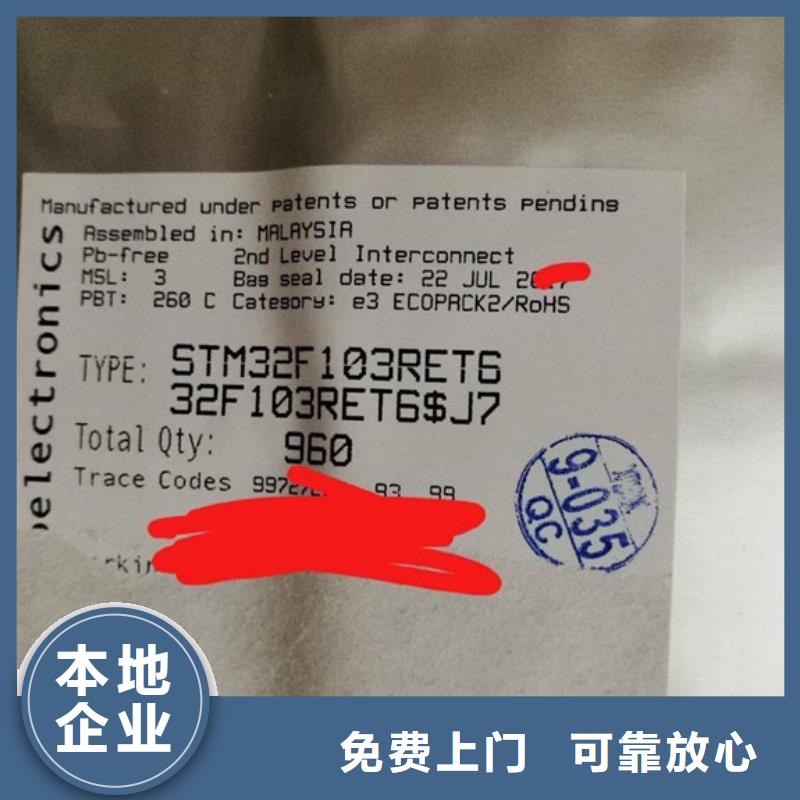 Manufactured under patents or patents pending
Assembled in: MALAYSIA
Pb-free 2nd Level Interconnect
MSL: 3 Bag seal date: 22 JUL
PBT: 260 C Category: e3 ECOPACK2/RoHS
TYPE: STM32F103RET6
32F103RET6$J7
Total Qty: 960
Trace Codes 93 99
electronics
9-035
QC
本地
企业
免费上门 可靠放心